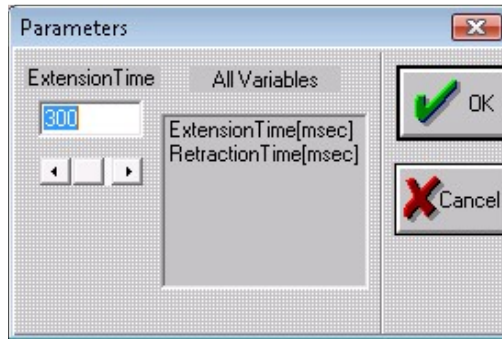 Parameters
ExtensionTime
All Variables
300
ExtensionTime[msec]
RetractionTime[msec]
OK
Cancel